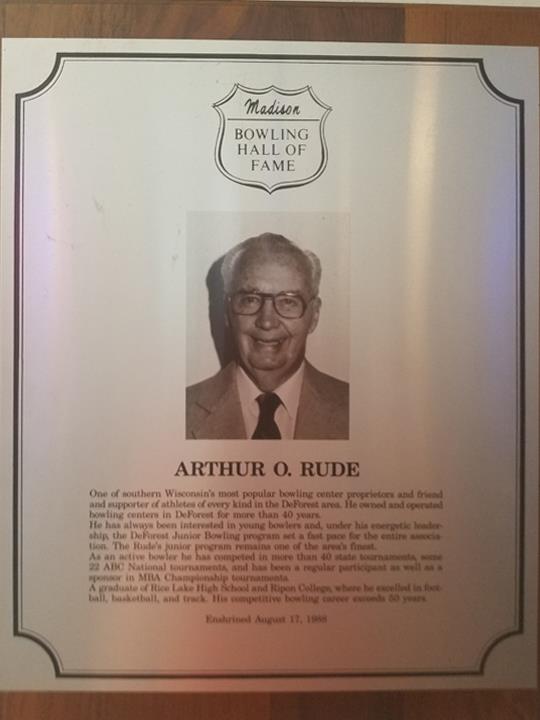 Madison
BOWLING
HALL OF
FAME
ARTHUR O. RUDE
One of southern Wisconsin's most popular bowling center proprietors and friend
and supporter of athletes of every kind in the DeForest area. He owned and operated
bowling centers in DeForest for more than 40 years.
He has always been interested in young bowlers and, under his energetic leader-
ship, the DeForest Junior Bowling program set a fast pace for the entire associa-
tion. The Rude's junior program remains one of the area's finest.
As an active bowler he has competed in more than 40 state tournaments, some
22 ABC National tournaments, and has been a regular participant as well as a
sponsor in MBA Championship tournaments.
A graduate of Rice Lake High School and Ripon College, where he excelled in foot-
ball, basketball, and track. His competitive bowling career exceeds 50 years.
Enshrined August 17, 1988